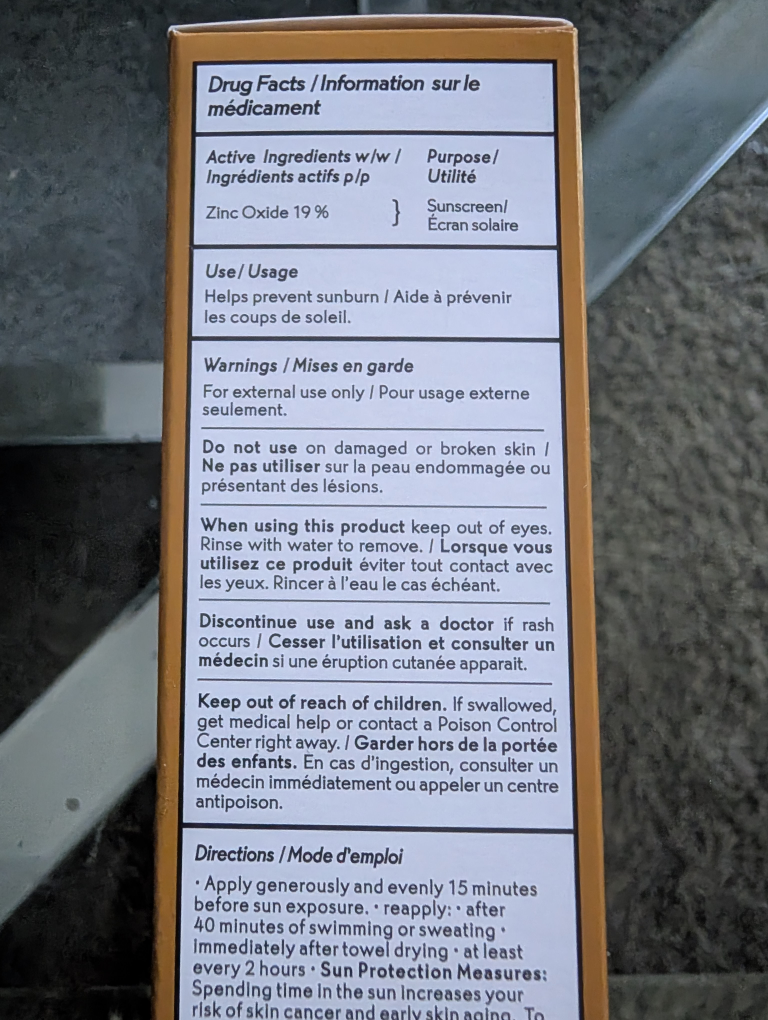 Drug Facts / Information sur le
médicament
Active Ingredients w/w /
Ingrédients actifs p/p
Purpose/
Utilité
Zinc Oxide 19 % }
Sunscreen/
Écran solaire
Use/ Usage
Helps prevent sunburn / Aide à prévenir
les coups de soleil.
Warnings / Mises en garde
For external use only / Pour usage externe
seulement.
Do not use on damaged or broken skin /
Ne pas utiliser sur la peau endommagée ou
présentant des lésions.
When using this product keep out of eyes.
Rinse with water to remove. / Lorsque vous
utilisez ce produit éviter tout contact avec
les yeux. Rincer à l'eau le cas échéant.
Discontinue use and ask a doctor if rash
occurs / Cesser l'utilisation et consulter un
médecin si une éruption cutanée apparait.
Keep out of reach of children. If swallowed,
get medical help or contact a Poison Control
Center right away. / Garder hors de la portée
des enfants. En cas d'ingestion, consulter un
médecin immédiatement ou appeler un centre
antipoison.
Directions / Mode d'emploi
• Apply generously and evenly 15 minutes
before sun exposure. • reapply: • after
40 minutes of swimming or sweating •
immediately after towel drying • at least
every 2 hours • Sun Protection Measures:
Spending time in the sun increases your
risk of skin cancer and early skin aging. To